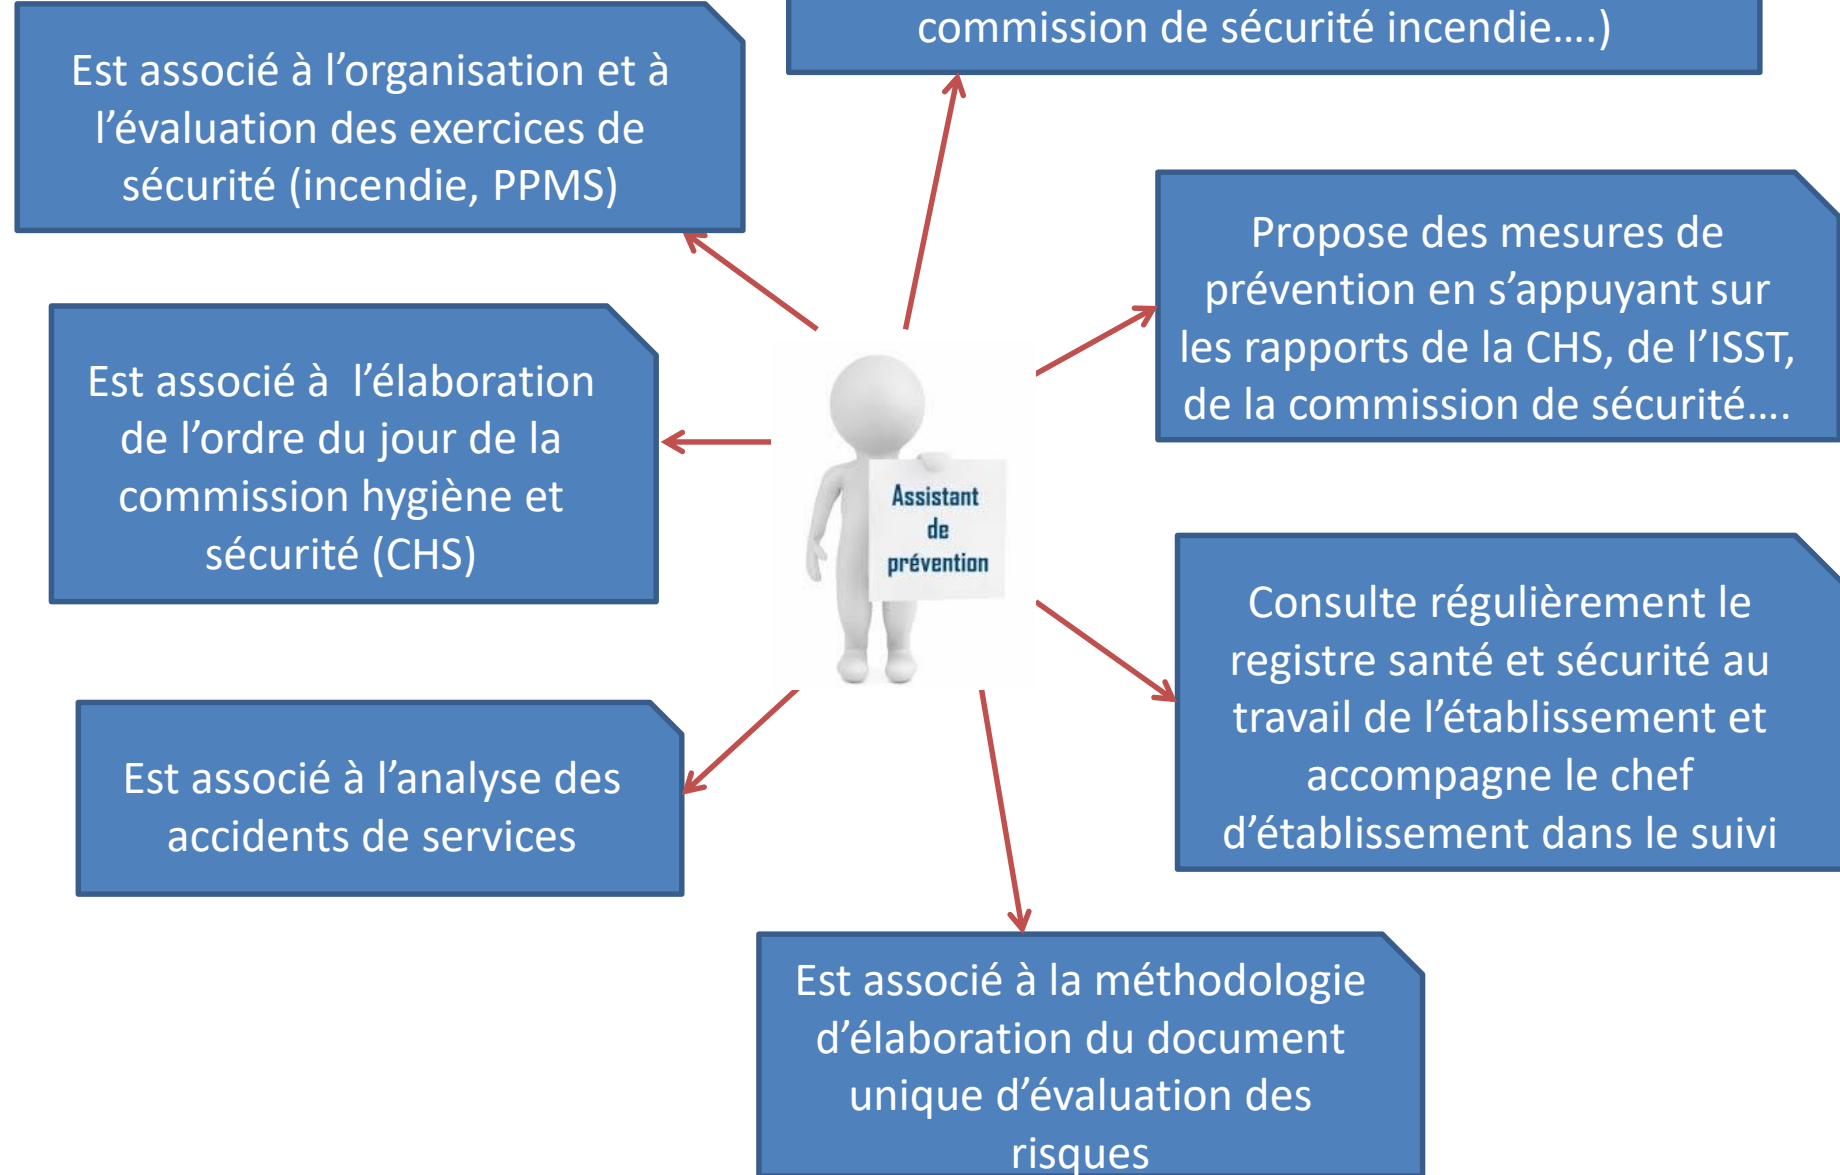 commission de sécurité incendie….)
Est associé à l’organisation et à
l’évaluation des exercices de
sécurité (incendie, PPMS)
Propose des mesures de
prévention en s’appuyant sur
les rapports de la CHS, de l’ISST,
de la commission de sécurité….
Est associé à  l’élaboration
de l’ordre du jour de la
commission hygiène et
sécurité (CHS)
Assistant
de
prévention
Consulte régulièrement le
registre santé et sécurité au
travail de l’établissement et
accompagne le chef
d’établissement dans le suivi
Est associé à l’analyse des
accidents de services
Est associé à la méthodologie
d’élaboration du document
unique d’évaluation des
risques